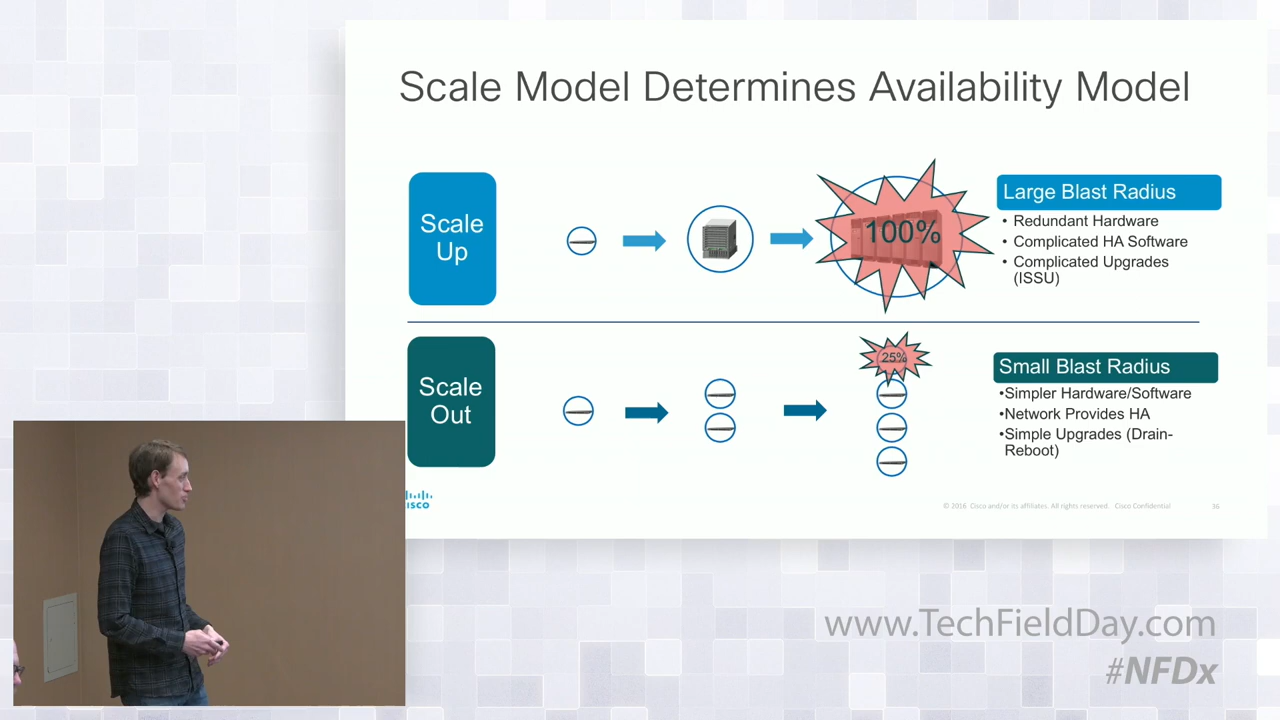 Scale Model Determines Availability Model
Scale
Up
100%
Large Blast Radius
• Redundant Hardware
• Complicated HA Software
• Complicated Upgrades
(ISSU)
Scale
Out
25%
Small Blast Radius
•Simpler Hardware/Software
•Network Provides HA
•Simple Upgrades (Drain-
Reboot)
CISCO
© 2016 Cisco and/or its affiliates. All rights reserved. Cisco Confidential
36
www.TechFieldDay.com
#NFDx